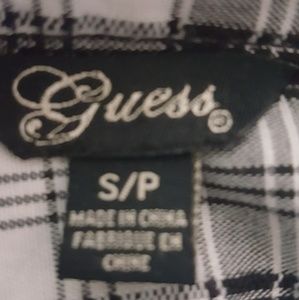 Guess®
S/P
MADE IN CHINA
FABRIQUE EN
CHINE